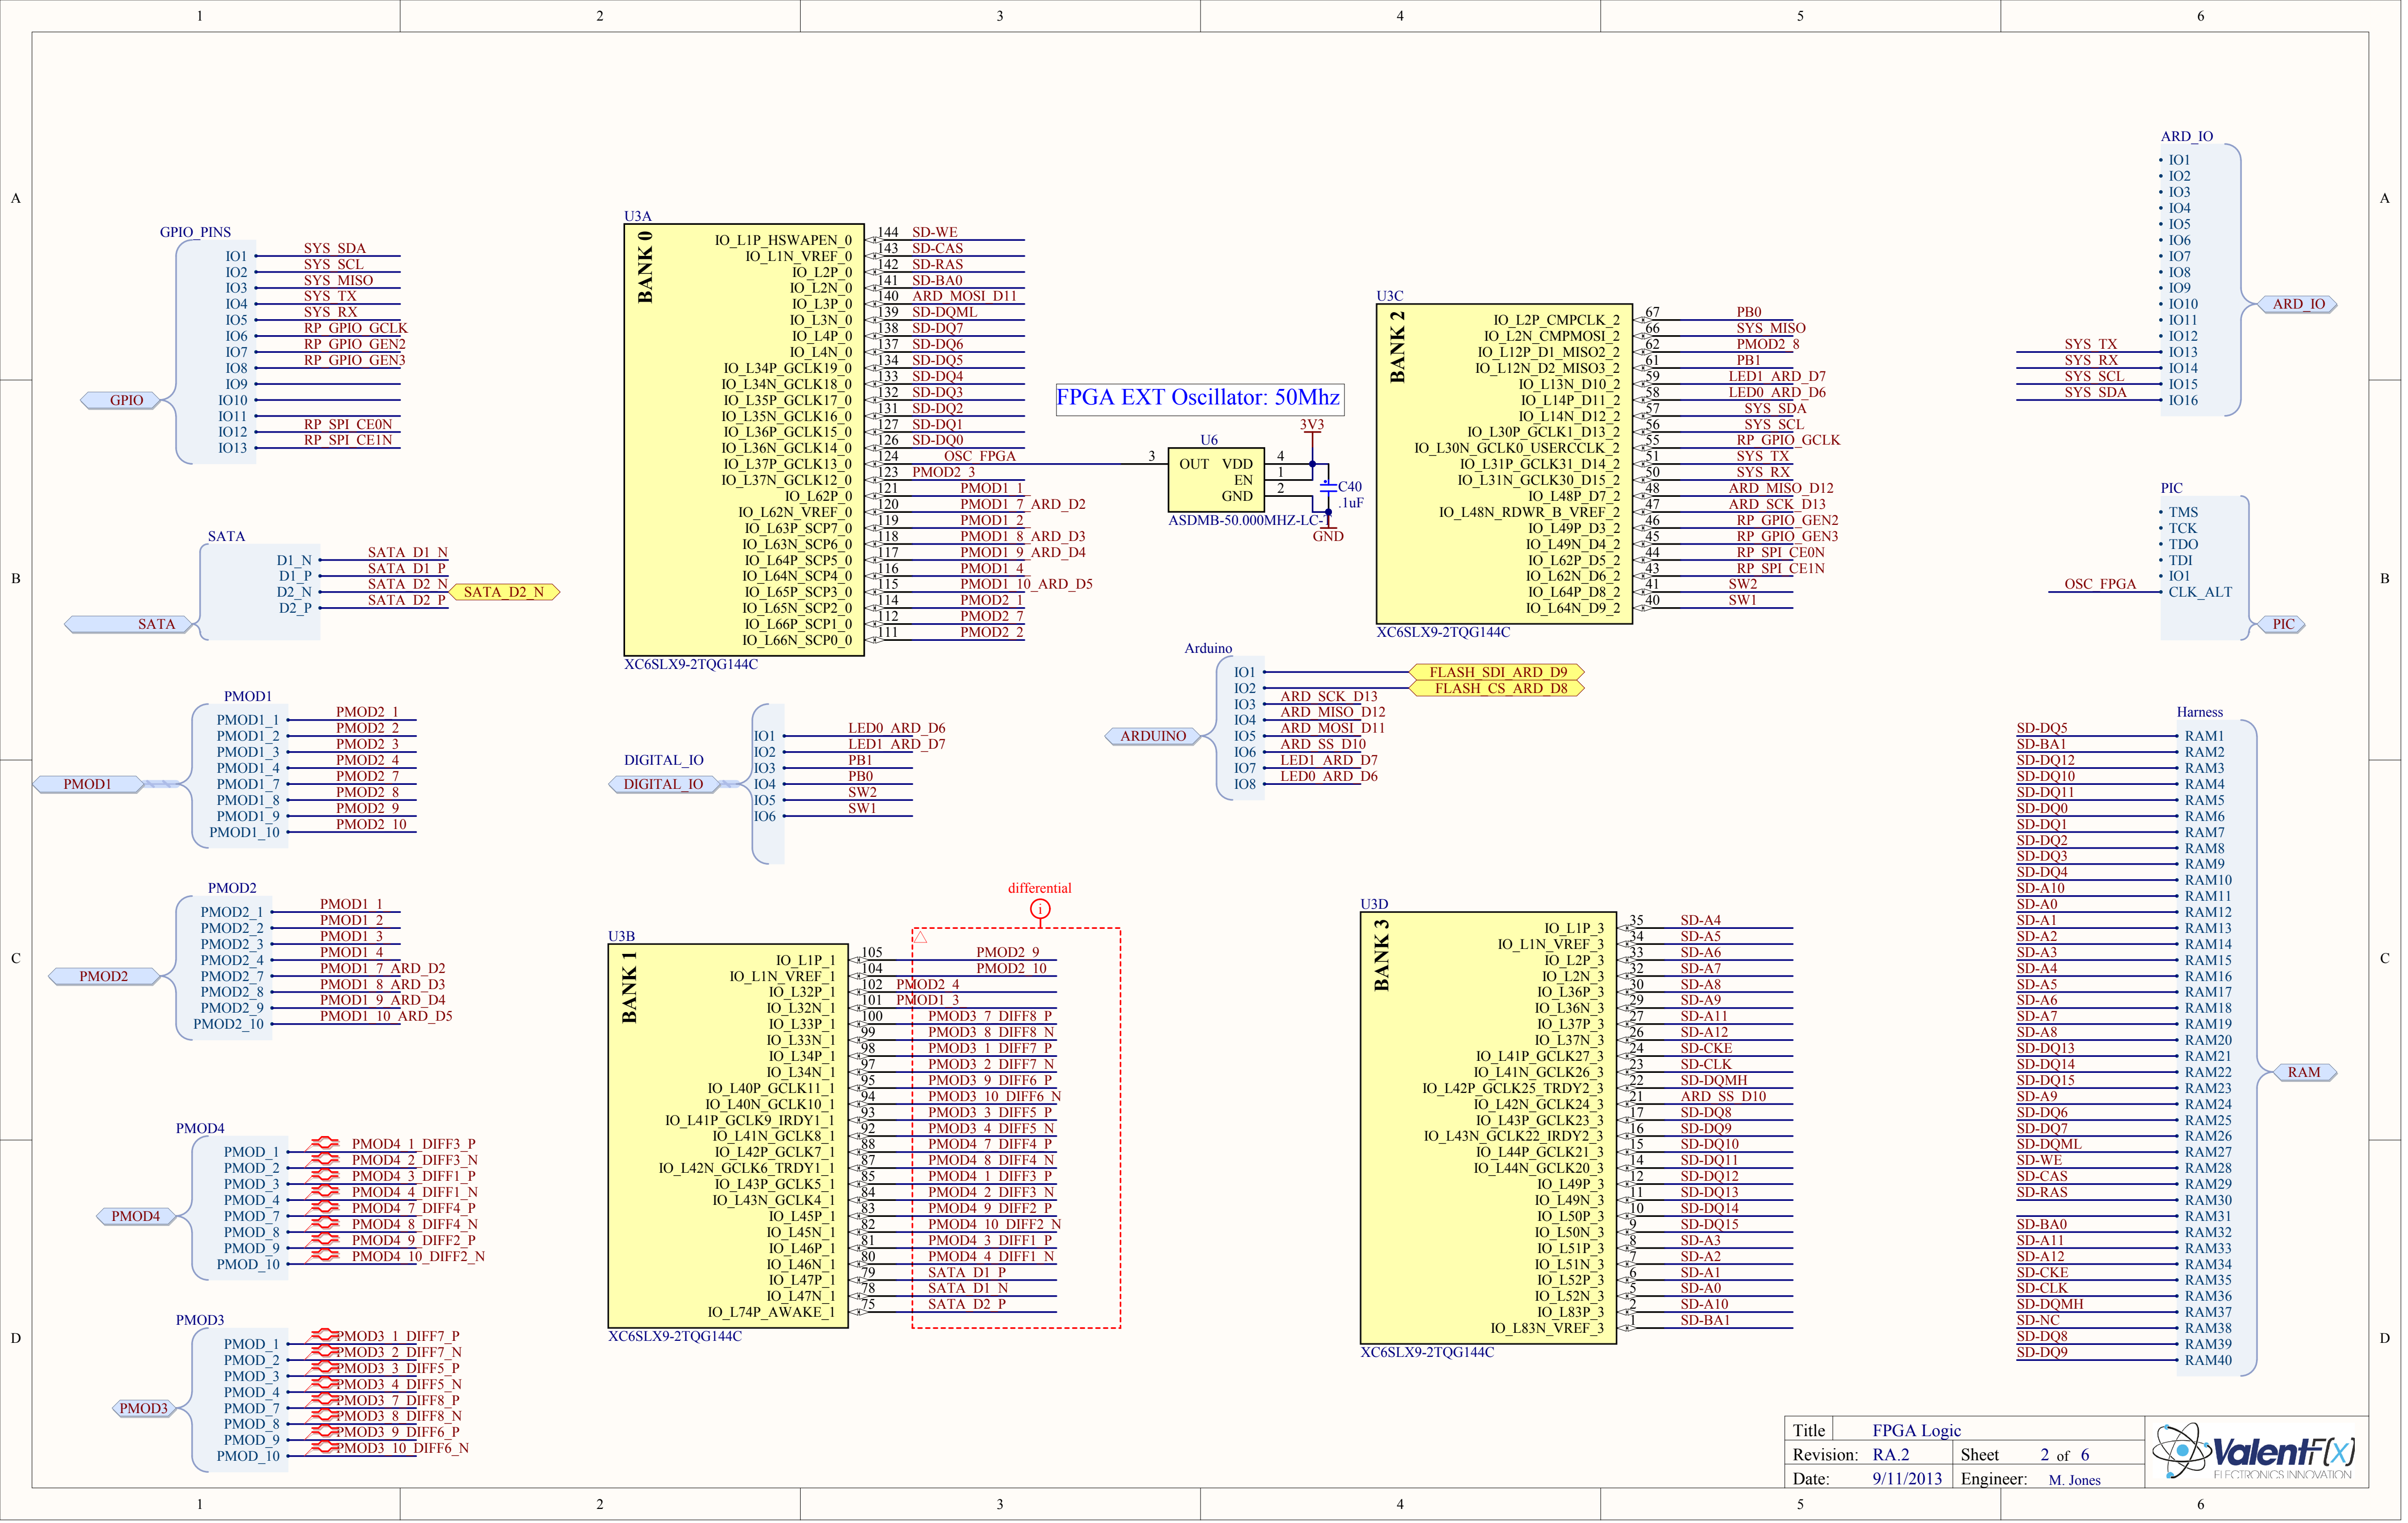 1 2 3 4 5 6
A A
B B
C C
D D
GPIO_PINS
GPIO
IO1 SYS_SDA
IO2 SYS_SCL
IO3 SYS_MISO
IO4 SYS_TX
IO5 SYS_RX
IO6 RP_GPIO_GCLK
IO7 RP_GPIO_GEN2
IO8 RP_GPIO_GEN3
IO9
IO10
IO11
IO12 RP_SPI_CE0N
IO13 RP_SPI_CE1N
SATA
SATA
D1_N SATA_D1_N
D1_P SATA_D1_P
D2_N SATA_D2_N SATA_D2_N
D2_P SATA_D2_P
PMOD1
PMOD1
PMOD1_1 PMOD2_1
PMOD1_2 PMOD2_2
PMOD1_3 PMOD2_3
PMOD1_4 PMOD2_4
PMOD1_7 PMOD2_7
PMOD1_8 PMOD2_8
PMOD1_9 PMOD2_9
PMOD1_10 PMOD2_10
PMOD2
PMOD2
PMOD2_1 PMOD1_1
PMOD2_2 PMOD1_2
PMOD2_3 PMOD1_3
PMOD2_4 PMOD1_4
PMOD2_7 PMOD1_7_ARD_D2
PMOD2_8 PMOD1_8_ARD_D3
PMOD2_9 PMOD1_9_ARD_D4
PMOD2_10 PMOD1_10_ARD_D5
PMOD4
PMOD4
PMOD_1 PMOD4_1_DIFF3_P
PMOD_2 PMOD4_2_DIFF3_N
PMOD_3 PMOD4_3_DIFF1_P
PMOD_4 PMOD4_4_DIFF1_N
PMOD_7 PMOD4_7_DIFF4_P
PMOD_8 PMOD4_8_DIFF4_N
PMOD_9 PMOD4_9_DIFF2_P
PMOD_10 PMOD4_10_DIFF2_N
PMOD3
PMOD3
PMOD_1 PMOD3_1_DIFF7_P
PMOD_2 PMOD3_2_DIFF7_N
PMOD_3 PMOD3_3_DIFF5_P
PMOD_4 PMOD3_4_DIFF5_N
PMOD_7 PMOD3_7_DIFF8_P
PMOD_8 PMOD3_8_DIFF8_N
PMOD_9 PMOD3_9_DIFF6_P
PMOD_10 PMOD3_10_DIFF6_N
U3A
BANK 0
IO_L1P_HSWAPEN_0 144 SD-WE
IO_L1N_VREF_0 143 SD-CAS
IO_L2P_0 142 SD-RAS
IO_L2N_0 141 SD-BA0
IO_L3P_0 140 ARD_MOSI_D11
IO_L3N_0 139 SD-DQML
IO_L4P_0 138 SD-DQ7
IO_L4N_0 137 SD-DQ6
IO_L34P_GCLK19_0 134 SD-DQ5
IO_L34N_GCLK18_0 133 SD-DQ4
IO_L35P_GCLK17_0 132 SD-DQ3
IO_L35N_GCLK16_0 131 SD-DQ2
IO_L36P_GCLK15_0 127 SD-DQ1
IO_L36N_GCLK14_0 126 SD-DQ0
IO_L37P_GCLK13_0 124 OSC_FPGA
IO_L37N_GCLK12_0 123 PMOD2_3
IO_L62P_0 121 PMOD1_1
IO_L62N_VREF_0 120 PMOD1_7_ARD_D2
IO_L63P_SCP7_0 119 PMOD1_2
IO_L63N_SCP6_0 118 PMOD1_8_ARD_D3
IO_L64P_SCP5_0 117 PMOD1_9_ARD_D4
IO_L64N_SCP4_0 116 PMOD1_4
IO_L65P_SCP3_0 115 PMOD1_10_ARD_D5
IO_L65N_SCP2_0 114 PMOD2_1
IO_L66P_SCP1_0 112 PMOD2_7
IO_L66N_SCP0_0 111 PMOD2_2
XC6SLX9-2TQG144C
DIGITAL_IO
DIGITAL_IO
IO1 LED0_ARD_D6
IO2 LED1_ARD_D7
IO3 PB1
IO4 PB0
IO5 SW2
IO6 SW1
differential
i
U3B
BANK 1
IO_L1P_1 105 PMOD2_9
IO_L1N_VREF_1 104 PMOD2_10
IO_L32P_1 102 PMOD2_4
IO_L32N_1 101 PMOD1_3
IO_L33P_1 100 PMOD3_7_DIFF8_P
IO_L33N_1 99 PMOD3_8_DIFF8_N
IO_L34P_1 98 PMOD3_1_DIFF7_P
IO_L34N_1 97 PMOD3_2_DIFF7_N
IO_L40P_GCLK11_1 95 PMOD3_9_DIFF6_P
IO_L40N_GCLK10_1 94 PMOD3_10_DIFF6_N
IO_L41P_GCLK9_IRDY1_1 93 PMOD3_3_DIFF5_P
IO_L41N_GCLK8_1 92 PMOD3_4_DIFF5_N
IO_L42P_GCLK7_1 88 PMOD4_7_DIFF4_P
IO_L42N_GCLK6_TRDY1_1 87 PMOD4_8_DIFF4_N
IO_L43P_GCLK5_1 85 PMOD4_1_DIFF3_P
IO_L43N_GCLK4_1 84 PMOD4_2_DIFF3_N
IO_L45P_1 83 PMOD4_9_DIFF2_P
IO_L45N_1 82 PMOD4_10_DIFF2_N
IO_L46P_1 81 PMOD4_3_DIFF1_P
IO_L46N_1 80 PMOD4_4_DIFF1_N
IO_L47P_1 79 SATA_D1_P
IO_L47N_1 78 SATA_D1_N
IO_L74P_AWAKE_1 75 SATA_D2_P
XC6SLX9-2TQG144C
FPGA EXT Oscillator: 50Mhz
3V3
U6
3 OUT VDD 4
EN 1
GND 2
C40
.1uF
ASDMB-50.000MHZ-LC-T
GND
U3C
BANK 2
IO_L2P_CMPCLK_2 67 PB0
IO_L2N_CMPMOSI_2 66 SYS_MISO
IO_L12P_D1_MISO2_2 62 PMOD2_8
IO_L12N_D2_MISO3_2 61 PB1
IO_L13N_D10_2 59 LED1_ARD_D7
IO_L14P_D11_2 58 LED0_ARD_D6
IO_L14N_D12_2 57 SYS_SDA
IO_L30P_GCLK1_D13_2 56 SYS_SCL
IO_L30N_GCLK0_USERCCLK_2 55 RP_GPIO_GCLK
IO_L31P_GCLK31_D14_2 51 SYS_TX
IO_L31N_GCLK30_D15_2 50 SYS_RX
IO_L48P_D7_2 48 ARD_MISO_D12
IO_L48N_RDWR_B_VREF_2 47 ARD_SCK_D13
IO_L49P_D3_2 46 RP_GPIO_GEN2
IO_L49N_D4_2 45 RP_GPIO_GEN3
IO_L62P_D5_2 44 RP_SPI_CE0N
IO_L62N_D6_2 43 RP_SPI_CE1N
IO_L64P_D8_2 41 SW2
IO_L64N_D9_2 40 SW1
XC6SLX9-2TQG144C
Arduino
ARDUINO
IO1 FLASH_SDI_ARD_D9
IO2 FLASH_CS_ARD_D8
IO3 ARD_SCK_D13
IO4 ARD_MISO_D12
IO5 ARD_MOSI_D11
IO6 ARD_SS_D10
IO7 LED1_ARD_D7
IO8 LED0_ARD_D6
U3D
BANK 3
IO_L1P_3 35 SD-A4
IO_L1N_VREF_3 34 SD-A5
IO_L2P_3 33 SD-A6
IO_L2N_3 32 SD-A7
IO_L36P_3 30 SD-A8
IO_L36N_3 29 SD-A9
IO_L37P_3 27 SD-A11
IO_L37N_3 26 SD-A12
IO_L41P_GCLK27_3 24 SD-CKE
IO_L41N_GCLK26_3 23 SD-CLK
IO_L42P_GCLK25_TRDY2_3 22 SD-DQMH
IO_L42N_GCLK24_3 21 ARD_SS_D10
IO_L43P_GCLK23_3 17 SD-DQ8
IO_L43N_GCLK22_IRDY2_3 16 SD-DQ9
IO_L44P_GCLK21_3 15 SD-DQ10
IO_L44N_GCLK20_3 14 SD-DQ11
IO_L49P_3 12 SD-DQ12
IO_L49N_3 11 SD-DQ13
IO_L50P_3 10 SD-DQ14
IO_L50N_3 9 SD-DQ15
IO_L51P_3 8 SD-A3
IO_L51N_3 7 SD-A2
IO_L52P_3 6 SD-A1
IO_L52N_3 5 SD-A0
IO_L83P_3 2 SD-A10
IO_L83N_VREF_3 1 SD-BA1
XC6SLX9-2TQG144C
ARD_IO
ARD_IO
IO1
IO2
IO3
IO4
IO5
IO6
IO7
IO8
IO9
IO10
IO11
IO12
SYS_TX IO13
SYS_RX IO14
SYS_SCL IO15
SYS_SDA IO16
PIC
PIC
TMS
TCK
TDO
TDI
IO1
OSC_FPGA CLK_ALT
Harness
RAM
SD-DQ5 RAM1
SD-BA1 RAM2
SD-DQ12 RAM3
SD-DQ10 RAM4
SD-DQ11 RAM5
SD-DQ0 RAM6
SD-DQ1 RAM7
SD-DQ2 RAM8
SD-DQ3 RAM9
SD-DQ4 RAM10
SD-A10 RAM11
SD-A0 RAM12
SD-A1 RAM13
SD-A2 RAM14
SD-A3 RAM15
SD-A4 RAM16
SD-A5 RAM17
SD-A6 RAM18
SD-A7 RAM19
SD-A8 RAM20
SD-DQ13 RAM21
SD-DQ14 RAM22
SD-DQ15 RAM23
SD-A9 RAM24
SD-DQ6 RAM25
SD-DQ7 RAM26
SD-DQML RAM27
SD-WE RAM28
SD-CAS RAM29
SD-RAS RAM30
RAM31
SD-BA0 RAM32
SD-A11 RAM33
SD-A12 RAM34
SD-CKE RAM35
SD-CLK RAM36
SD-DQMH RAM37
SD-NC RAM38
SD-DQ8 RAM39
SD-DQ9 RAM40
Title FPGA Logic
Revision: RA.2 Sheet 2 of 6
Date: 9/11/2013 Engineer: M. Jones
ValentF(x)
ELECTRONICS INNOVATION
1 2 3 4 5 6